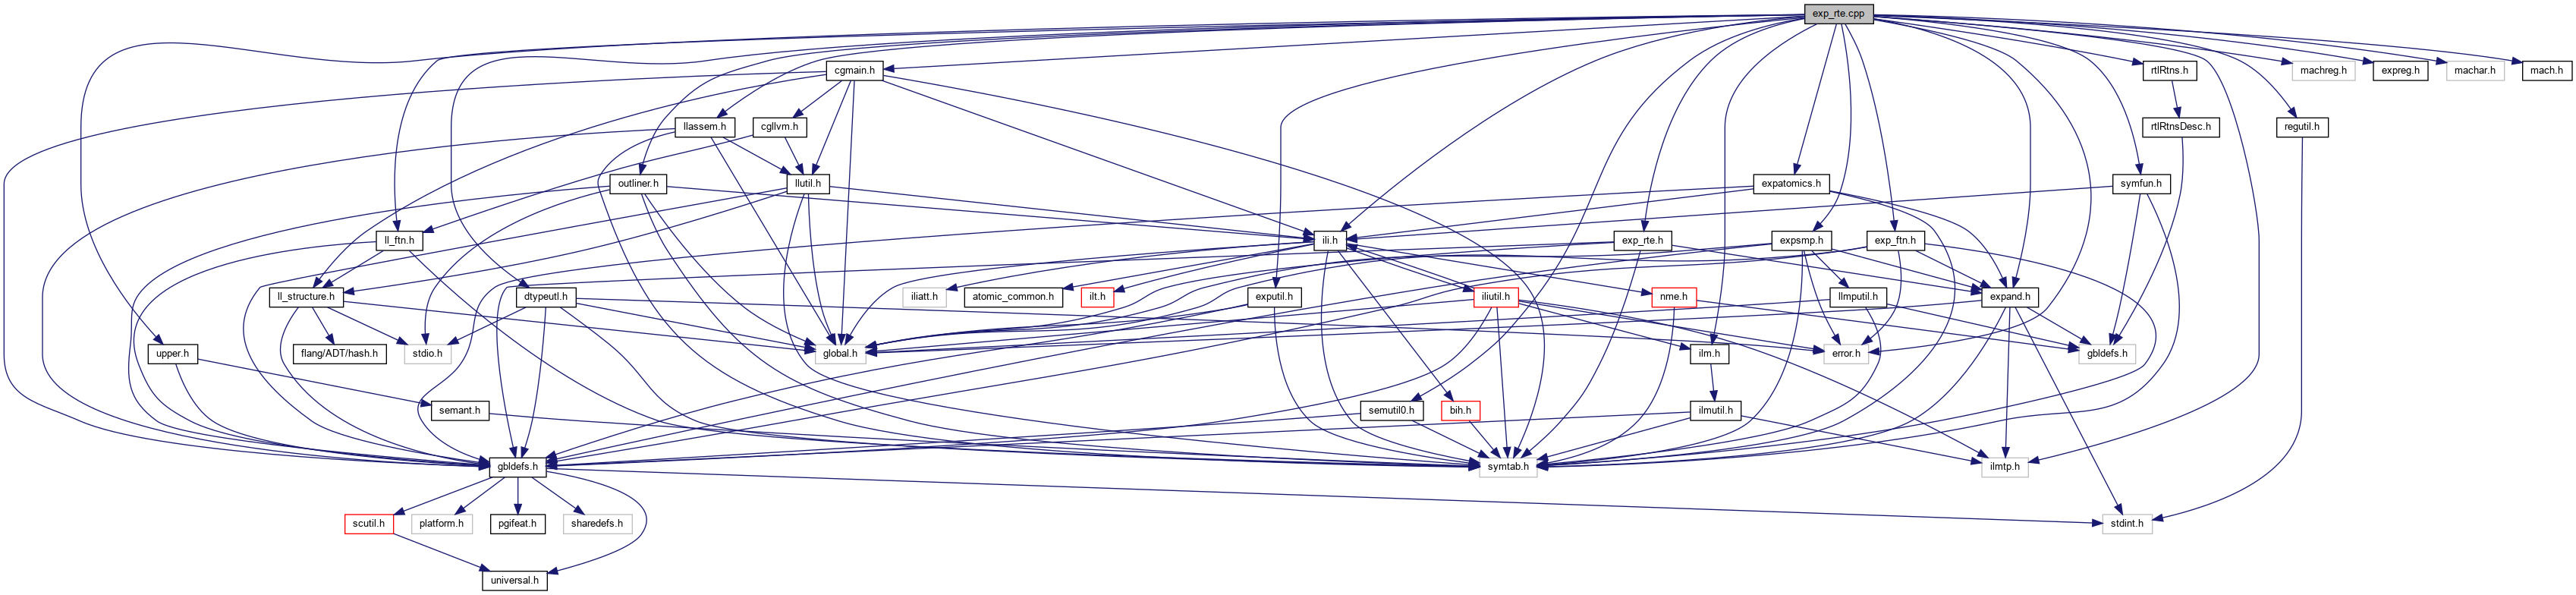 exp_rte.cpp
cgmain.h
rtlRtns.h
machreg.h
expreg.h
machar.h
mach.h
llassem.h
cgllvm.h
rtlRtnsDesc.h
regutil.h
outliner.h
llutil.h
expatomics.h
symfun.h
ll_ftn.h
ili.h
exp_rte.h
expsmp.h
exp_ftn.h
ll_structure.h
dtypeutl.h
iliatt.h
atomic_common.h
ilt.h
exputil.h
iliutil.h
nme.h
llmputil.h
expand.h
upper.h
flang/ADT/hash.h
stdio.h
global.h
ilm.h
error.h
gbldefs.h
semant.h
semutil0.h
bih.h
ilmutil.h
gbldefs.h
symtab.h
ilmtp.h
scutil.h
platform.h
pgifeat.h
sharedefs.h
stdint.h
universal.h